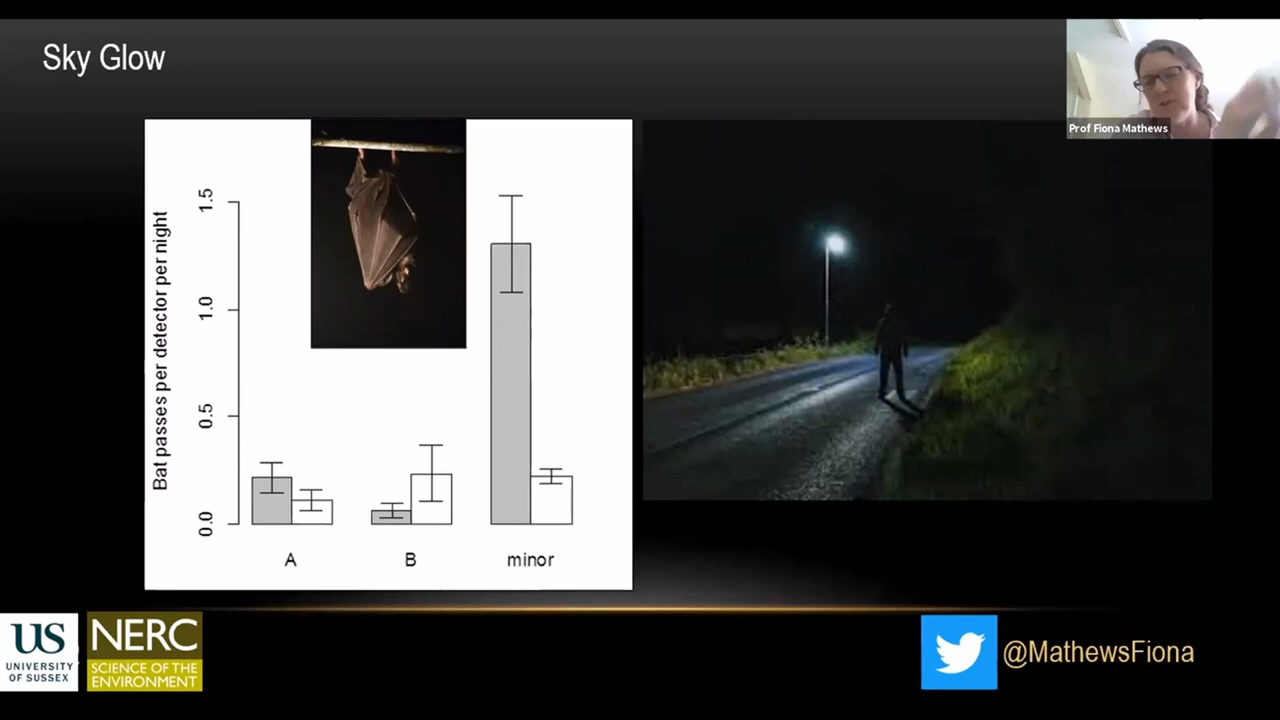 Sky Glow
Prof Fiona Mathews
Bat passes per detector per night
1.5
1.0
0.5
0.0
A
B
minor
US
UNIVERSITY
OF SUSSEX
NERC
SCIENCE OF THE
ENVIRONMENT
@MathewsFiona